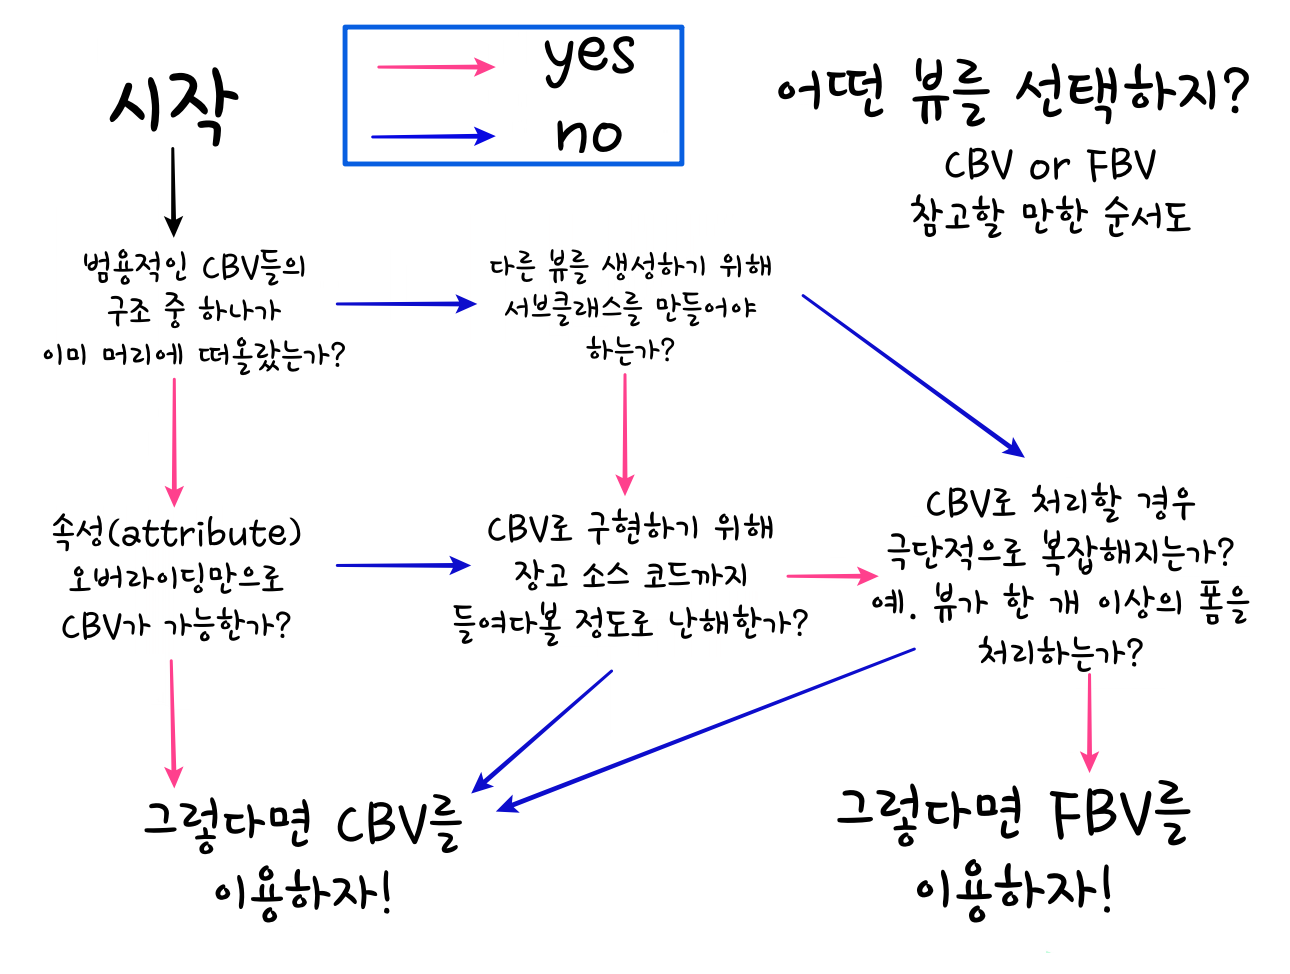 yes
no
시작
어떤 뷰를 선택하지?
CBV or FBV
참고할 만한 순서도
범용적인 CBV들의
구조 중 하나가
이미 머리에 떠올랐는가?
다른 뷰를 생성하기 위해
서브클래스를 만들어야
하는가?
속성(attribute)
오버라이딩만으로
CBV가 가능한가?
CBV로 구현하기 위해
장고 소스 코드까지
들여다볼 정도로 난해한가?
CBV로 처리할 경우
극단적으로 복잡해지는가?
예. 뷰가 한 개 이상의 폼을
처리하는가?
그렇다면 CBV를
이용하자!
그렇다면 FBV를
이용하자!